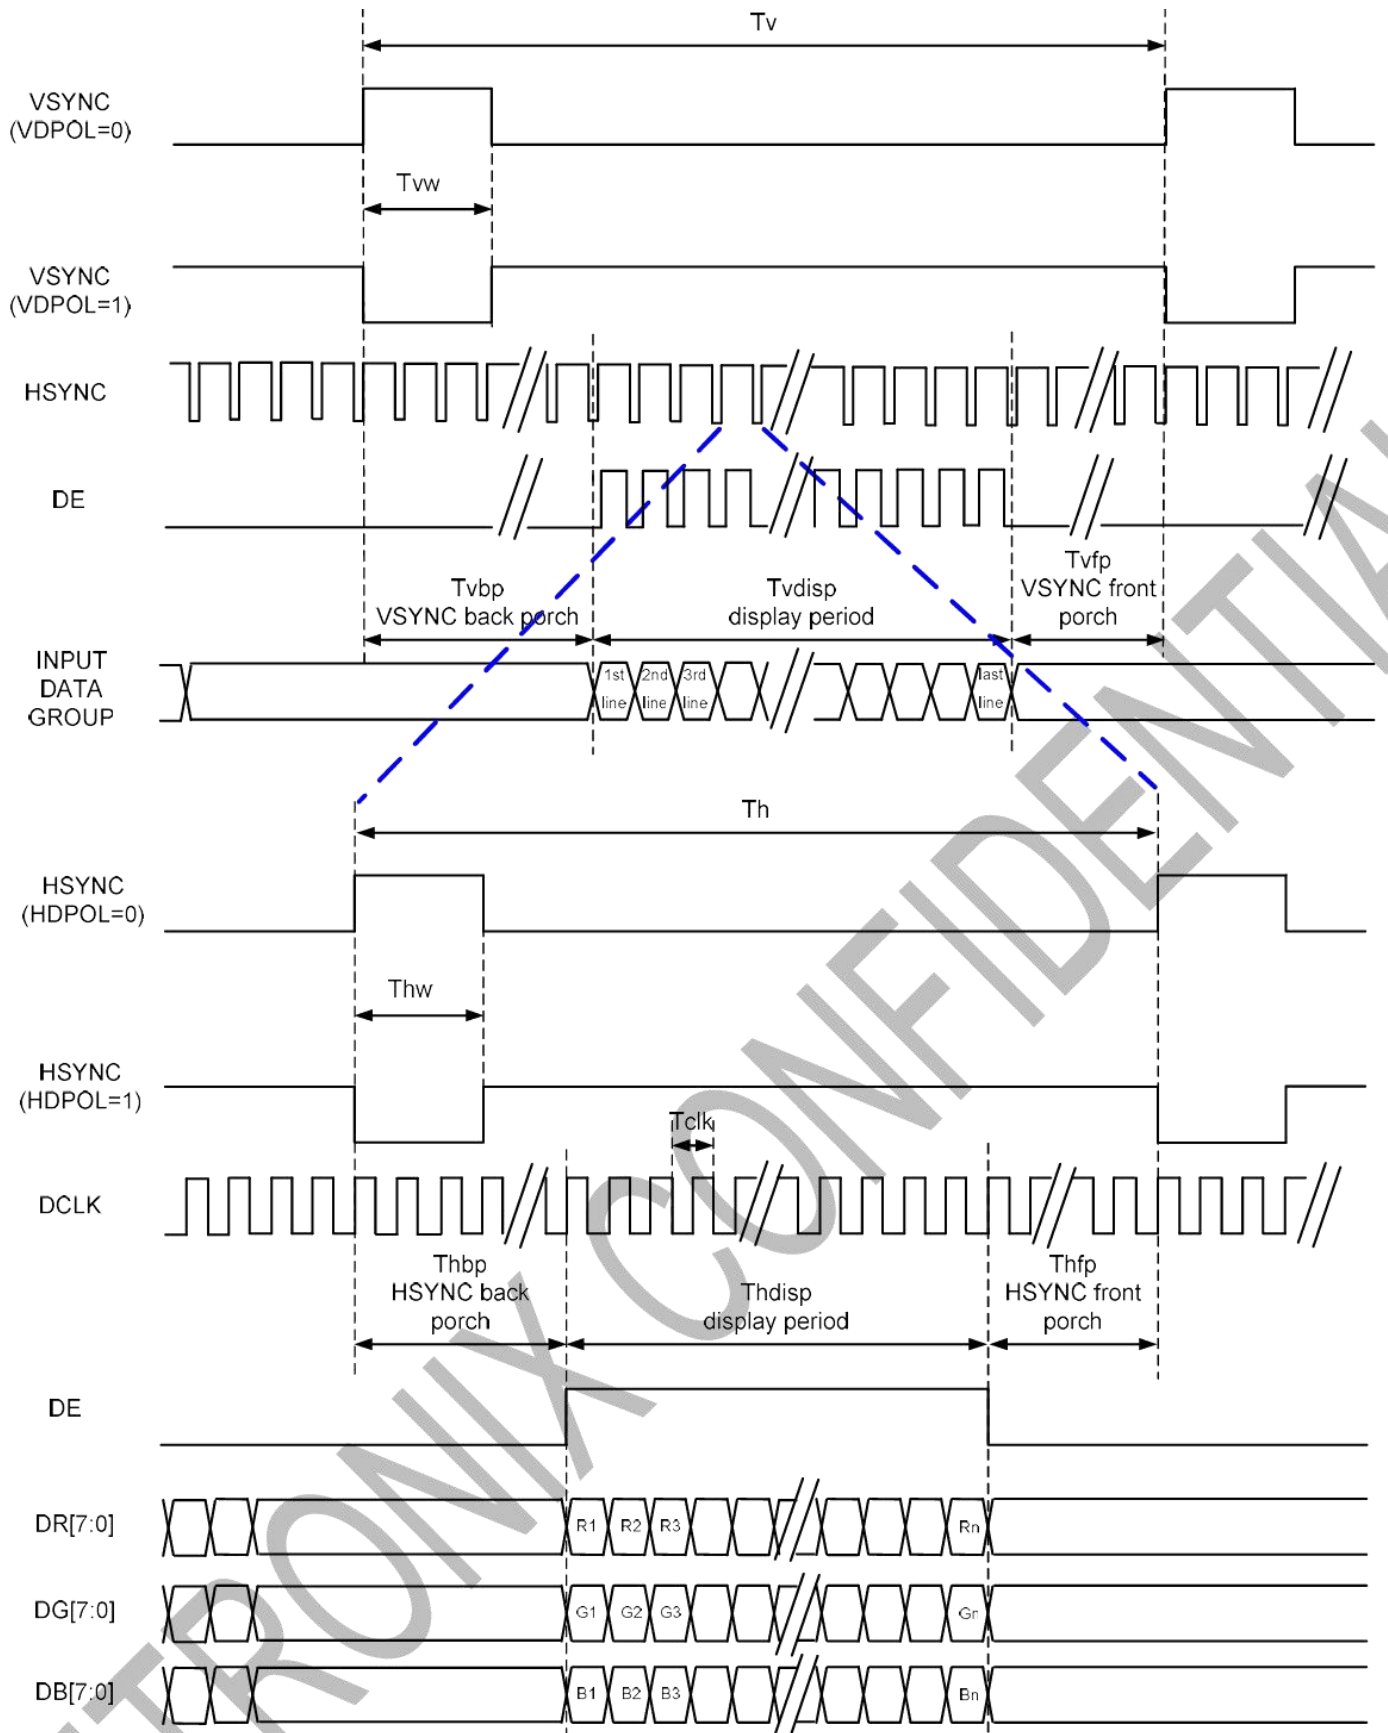 Tv
VSYNC
(VDPOL=0)
Tvw
VSYNC
(VDPOL=1)
HSYNC
DE
Tvbp
VSYNC back porch
Tvdisp
display period
Tvfp
VSYNC front
porch
INPUT
DATA
GROUP
1st
line
2nd
line
3rd
line
last
line
Th
HSYNC
(HDPOL=0)
Thw
HSYNC
(HDPOL=1)
Tclk
DCLK
Thbp
HSYNC back
porch
Thdisp
display period
Thfp
HSYNC front
porch
DE
DR[7:0]
R1 R2 R3 Rn
DG[7:0]
G1 G2 G3 Gn
DB[7:0]
B1 B2 B3 Bn
TRONIX CONFIDENTIAL